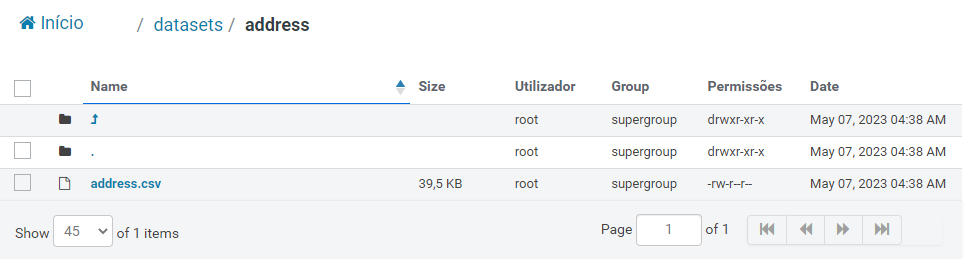 Início / datasets / address
Name Size Utilizador Group Permissões Date
root supergroup drwxr-xr-x May 07, 2023 04:38 AM
. root supergroup drwxr-xr-x May 07, 2023 04:38 AM
address.csv 39,5 KB root supergroup -rw-r--r-- May 07, 2023 04:38 AM
Show 45 of 1 items Page 1 of 1